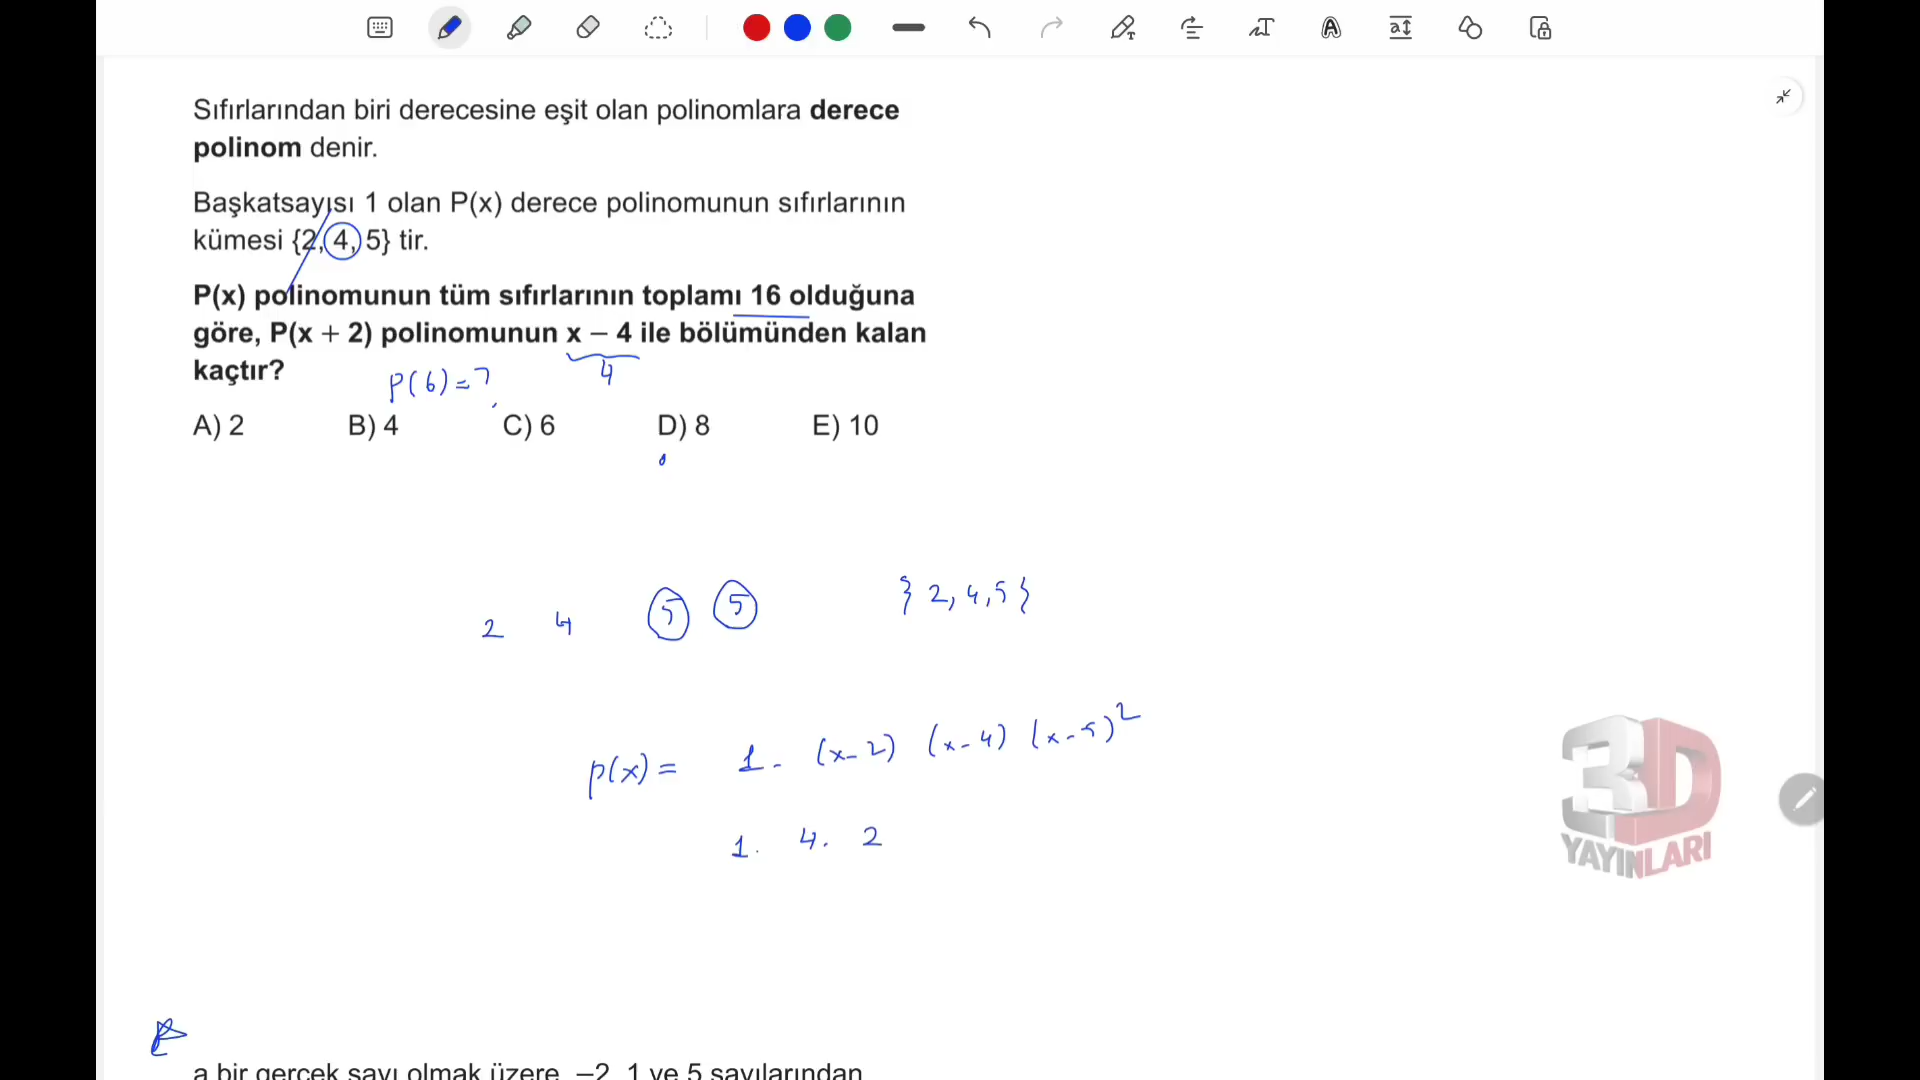 Sıfırlarından biri derecesine eşit olan polinomlara derece
polinom denir.
Başkatsayısı 1 olan P(x) derece polinomunun sıfırlarının
kümesi {2, 4, 5} tir.
P(x) polinomunun tüm sıfırlarının toplamı 16 olduğuna
göre, P(x + 2) polinomunun x – 4 ile bölümünden kalan
kaçtır?
P(6)=?
4
A) 2 B) 4 C) 6 D) 8 E) 10
2 4 5 5 {2,4,5}
P(x) = 1. (x-2) (x-4) (x-5)²
1. 4. 2
3D
YAYINLARI
a bir gerçek sayı olmak üzere, –2, 1 ve 5 sayılarından